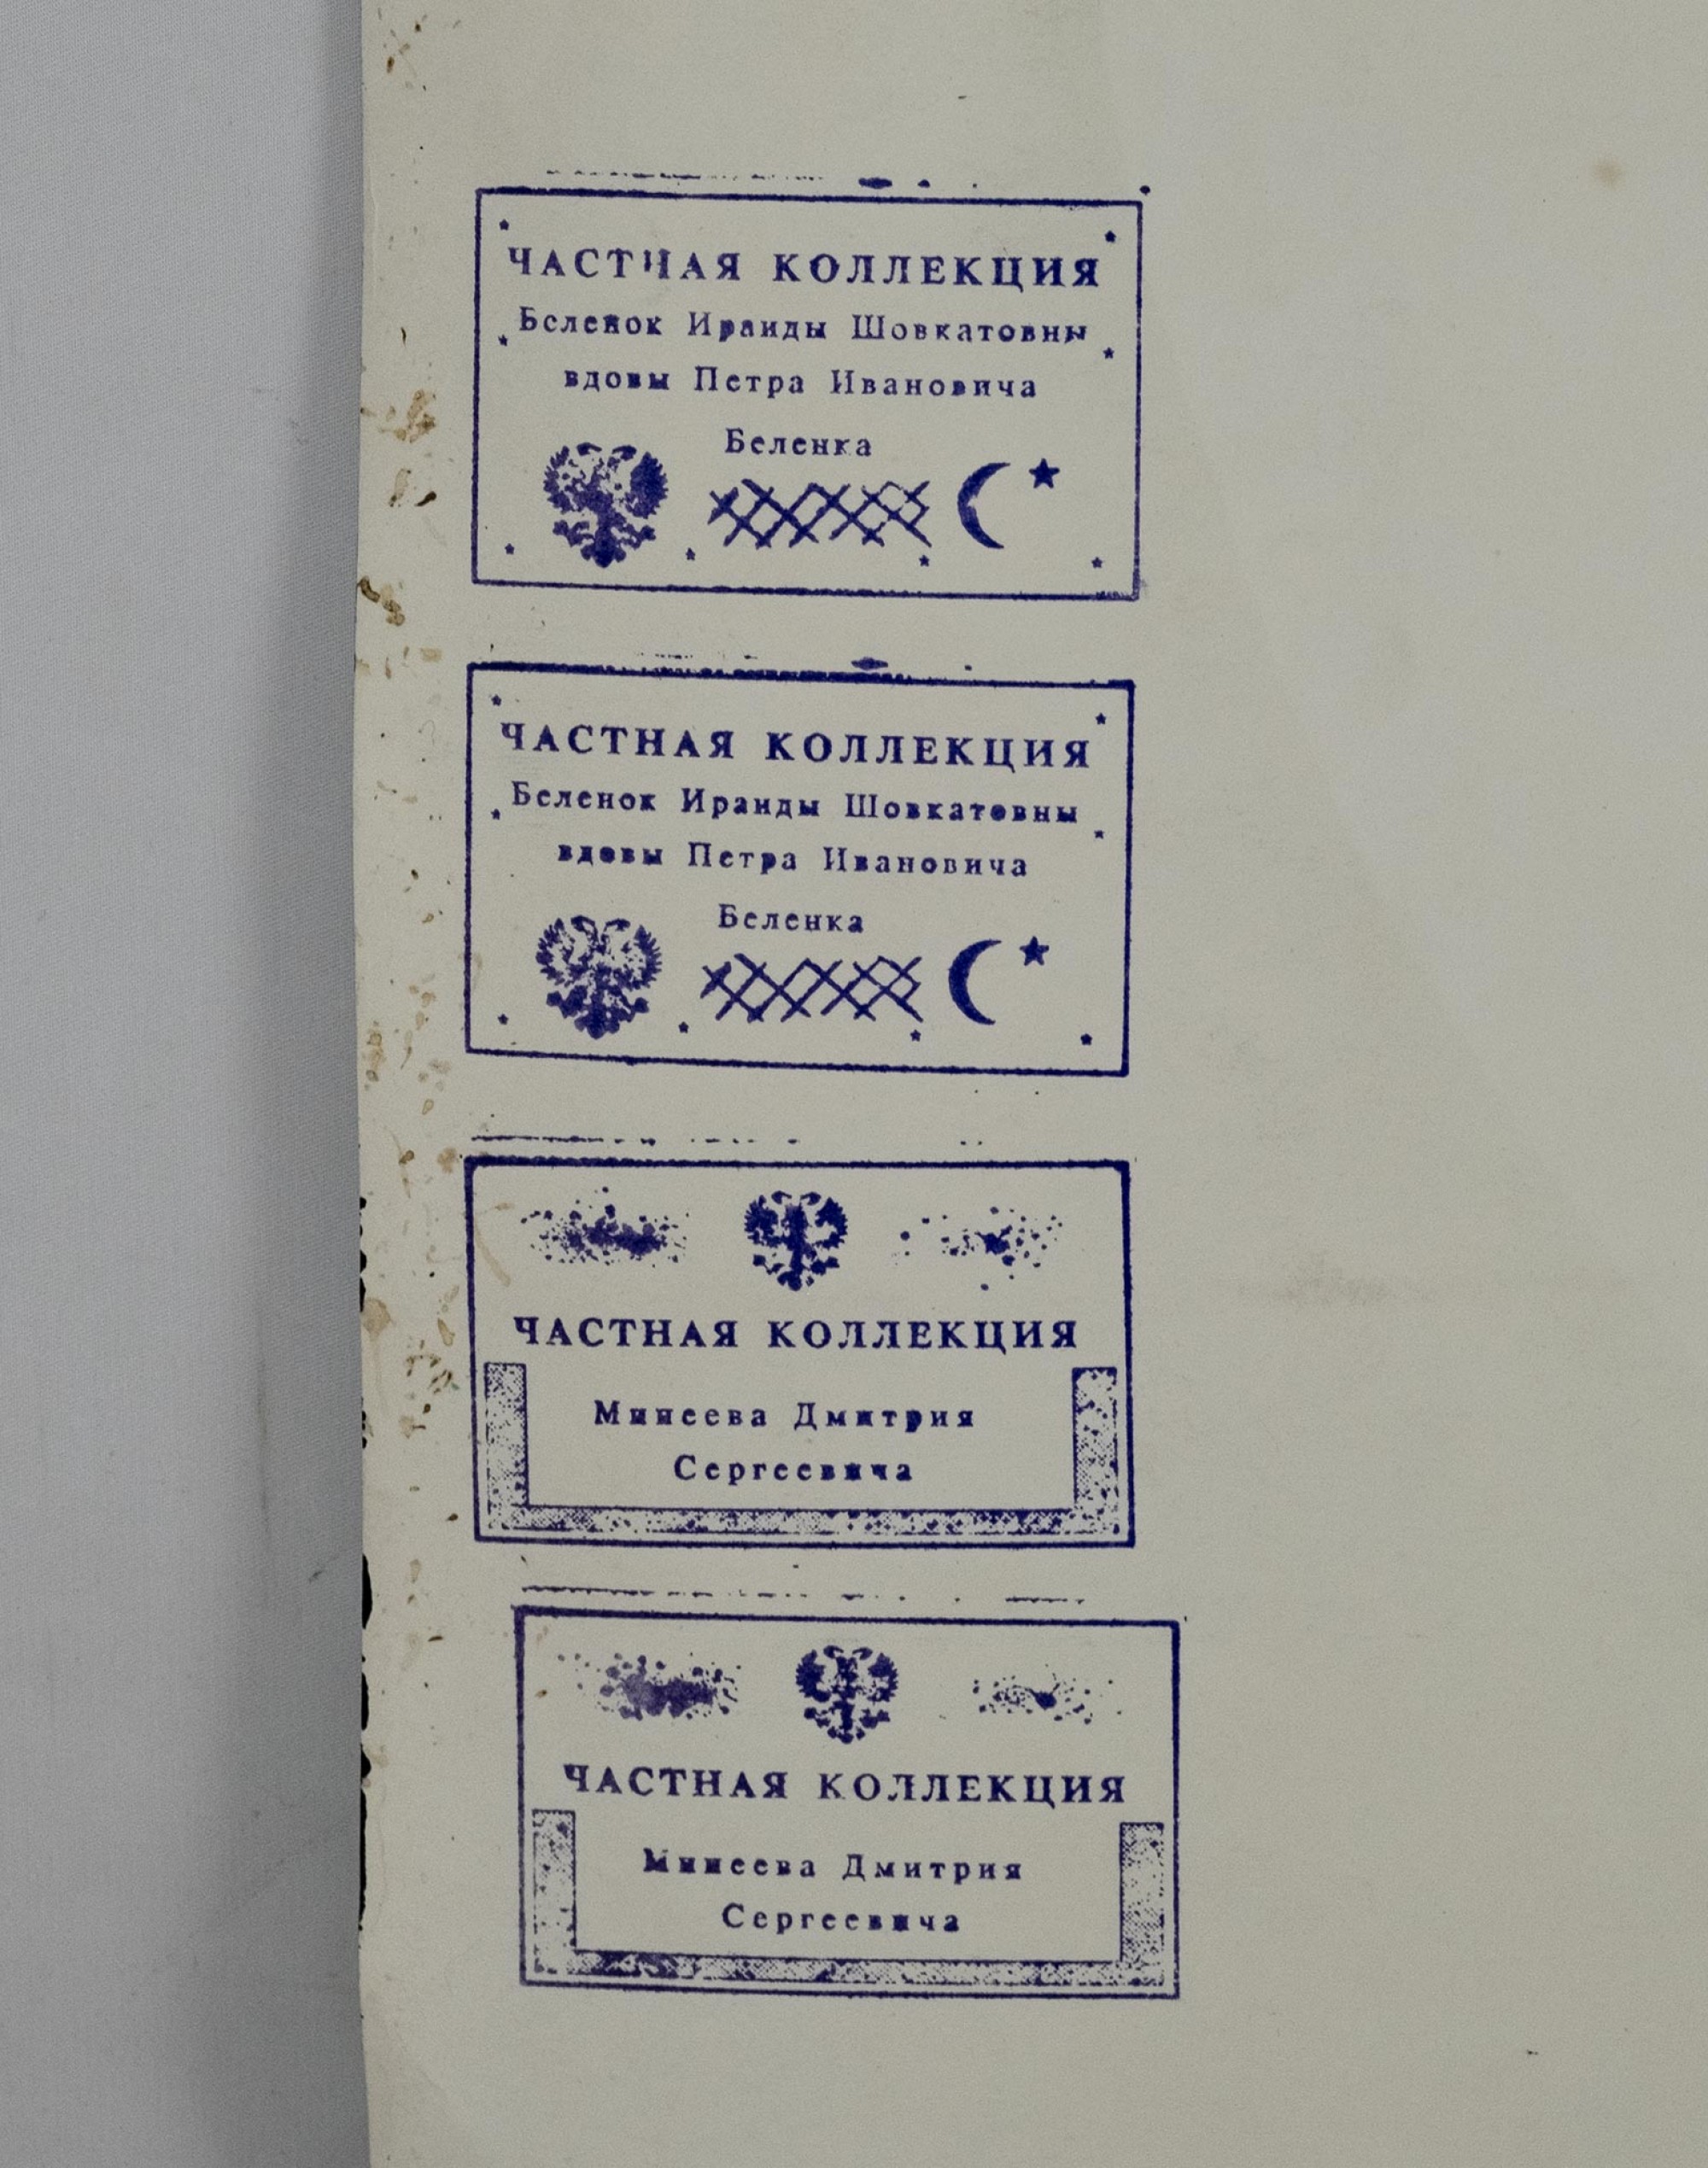 ЧАСТНАЯ КОЛЛЕКЦИЯ
Беленок Ираиды Шовкатовны
вдовы Петра Ивановича
Беленка
ЧАСТНАЯ КОЛЛЕКЦИЯ
Беленок Ираиды Шовкатовны
вдовы Петра Ивановича
Беленка
ЧАСТНАЯ КОЛЛЕКЦИЯ
Минеева Дмитрия
Сергеевича
ЧАСТНАЯ КОЛЛЕКЦИЯ
Минеева Дмитрия
Сергеевича